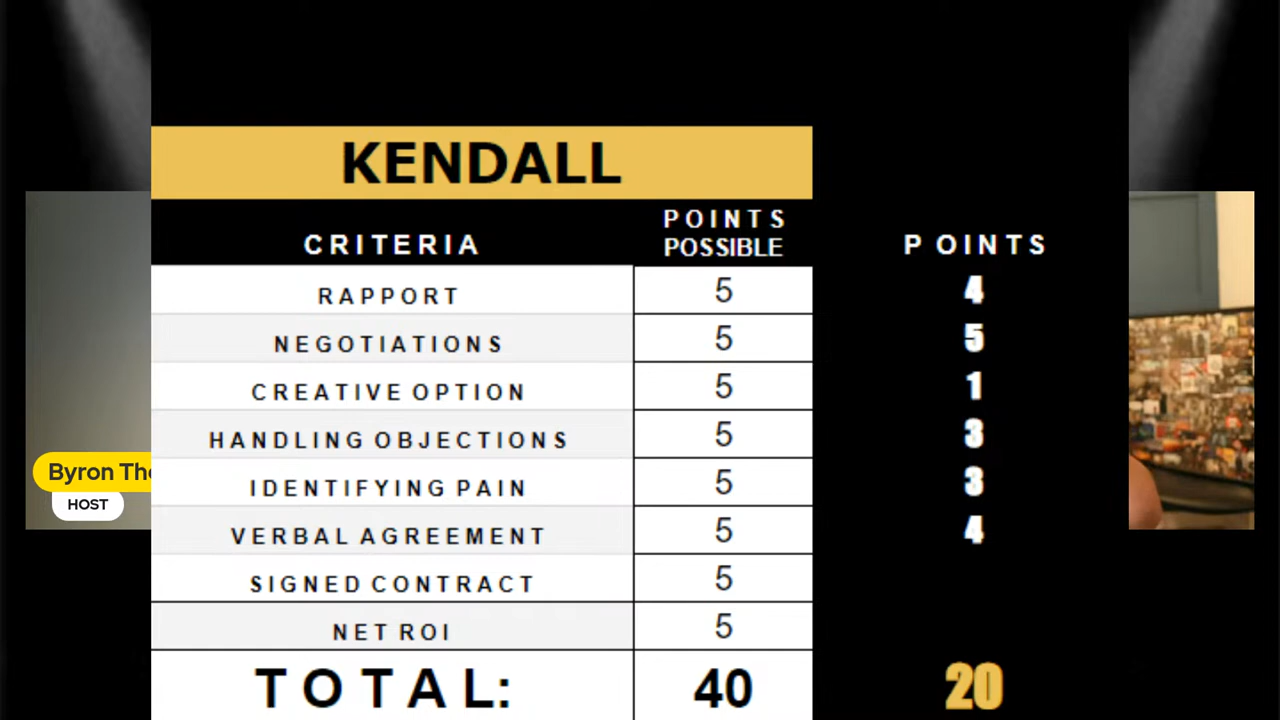 KENDALL
CRITERIA POINTS POSSIBLE POINTS
RAPPORT 5 4
NEGOTIATIONS 5 5
CREATIVE OPTION 5 1
HANDLING OBJECTIONS 5 3
IDENTIFYING PAIN 5 3
VERBAL AGREEMENT 5 4
SIGNED CONTRACT 5
NET ROI 5
TOTAL: 40 20
Byron
HOST